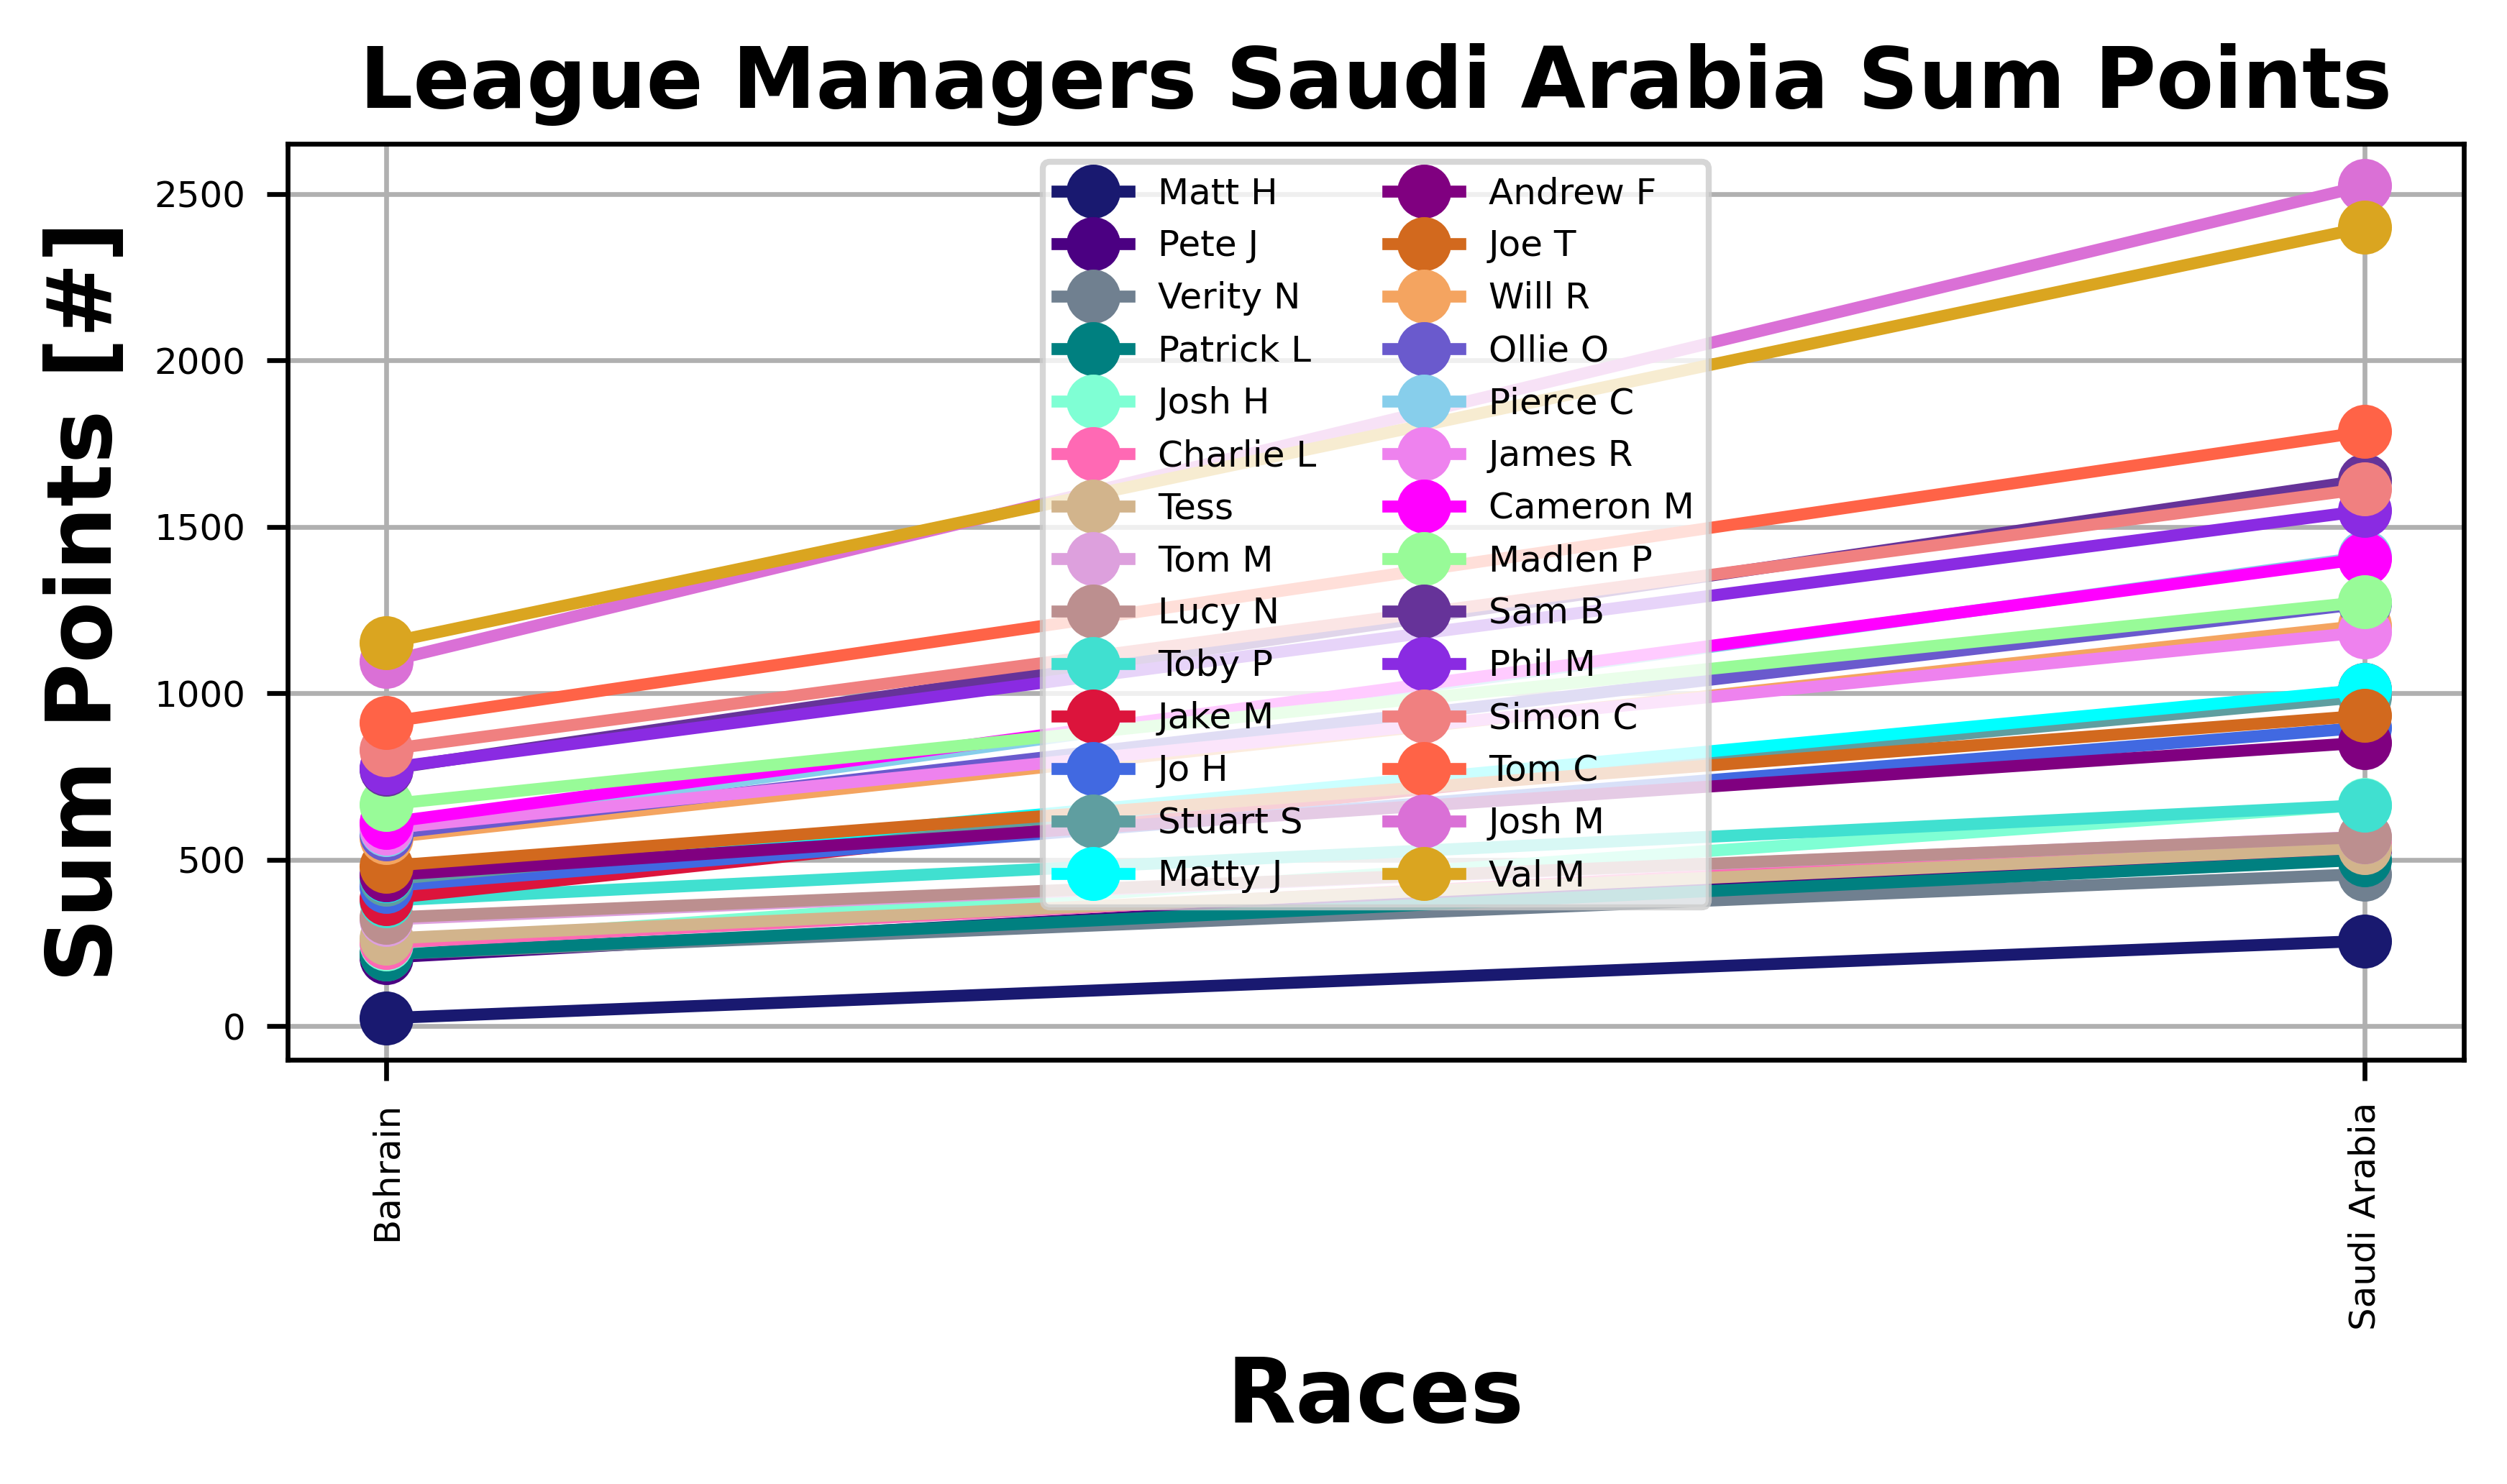 League Managers Saudi Arabia Sum Points
Sum Points [#]
2500
2000
1500
1000
500
0
Matt H
Pete J
Verity N
Patrick L
Josh H
Charlie L
Tess
Tom M
Lucy N
Toby P
Jake M
Jo H
Stuart S
Matty J
Andrew F
Joe T
Will R
Ollie O
Pierce C
James R
Cameron M
Madlen P
Sam B
Phil M
Simon C
Tom C
Josh M
Val M
Bahrain
Saudi Arabia
Races